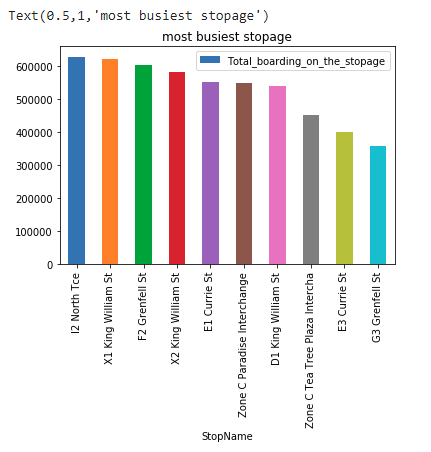 Text(0.5,1,'most busiest stopage')
most busiest stopage
Total_boarding_on_the_stopage
600000
500000
400000
300000
200000
100000
0
I2 North Tce
X1 King William St
F2 Grenfell St
X2 King William St
E1 Currie St
Zone C Paradise Interchange
D1 King William St
Zone C Tea Tree Plaza Intercha
E3 Currie St
G3 Grenfell St
StopName